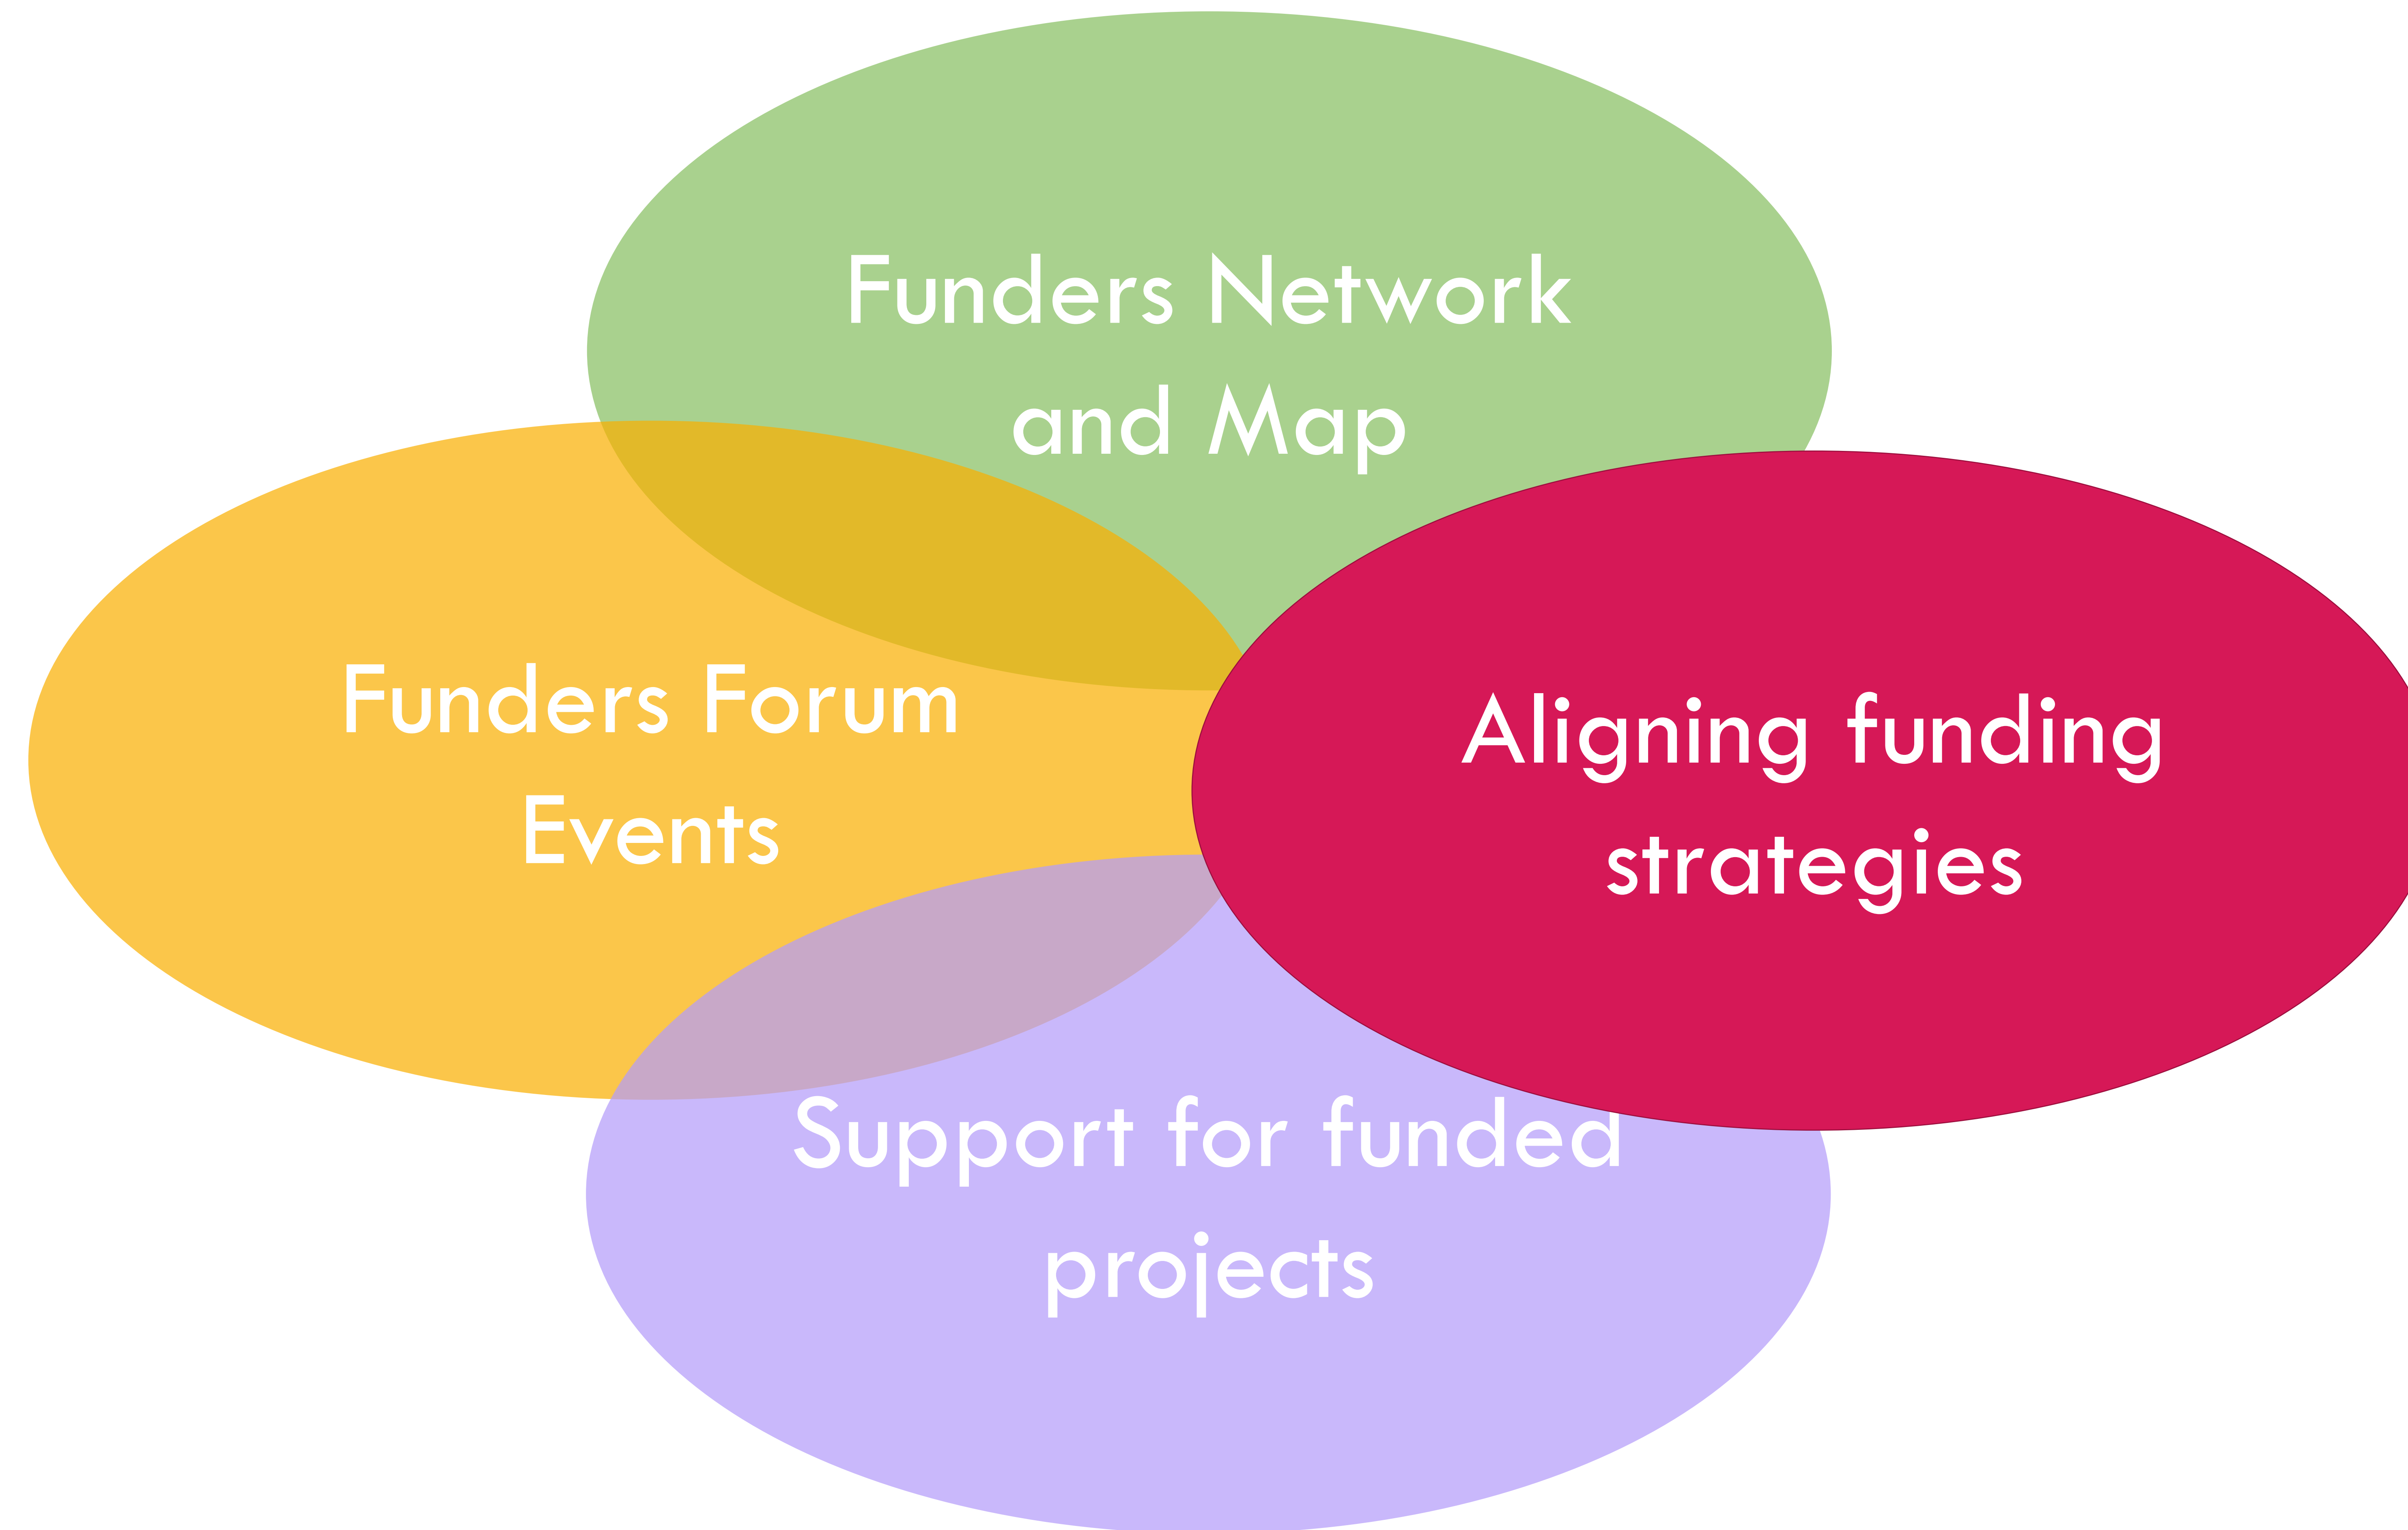 Funders Network
and Map
Funders Forum
Events
Aligning funding
strategies
Support for funded
projects